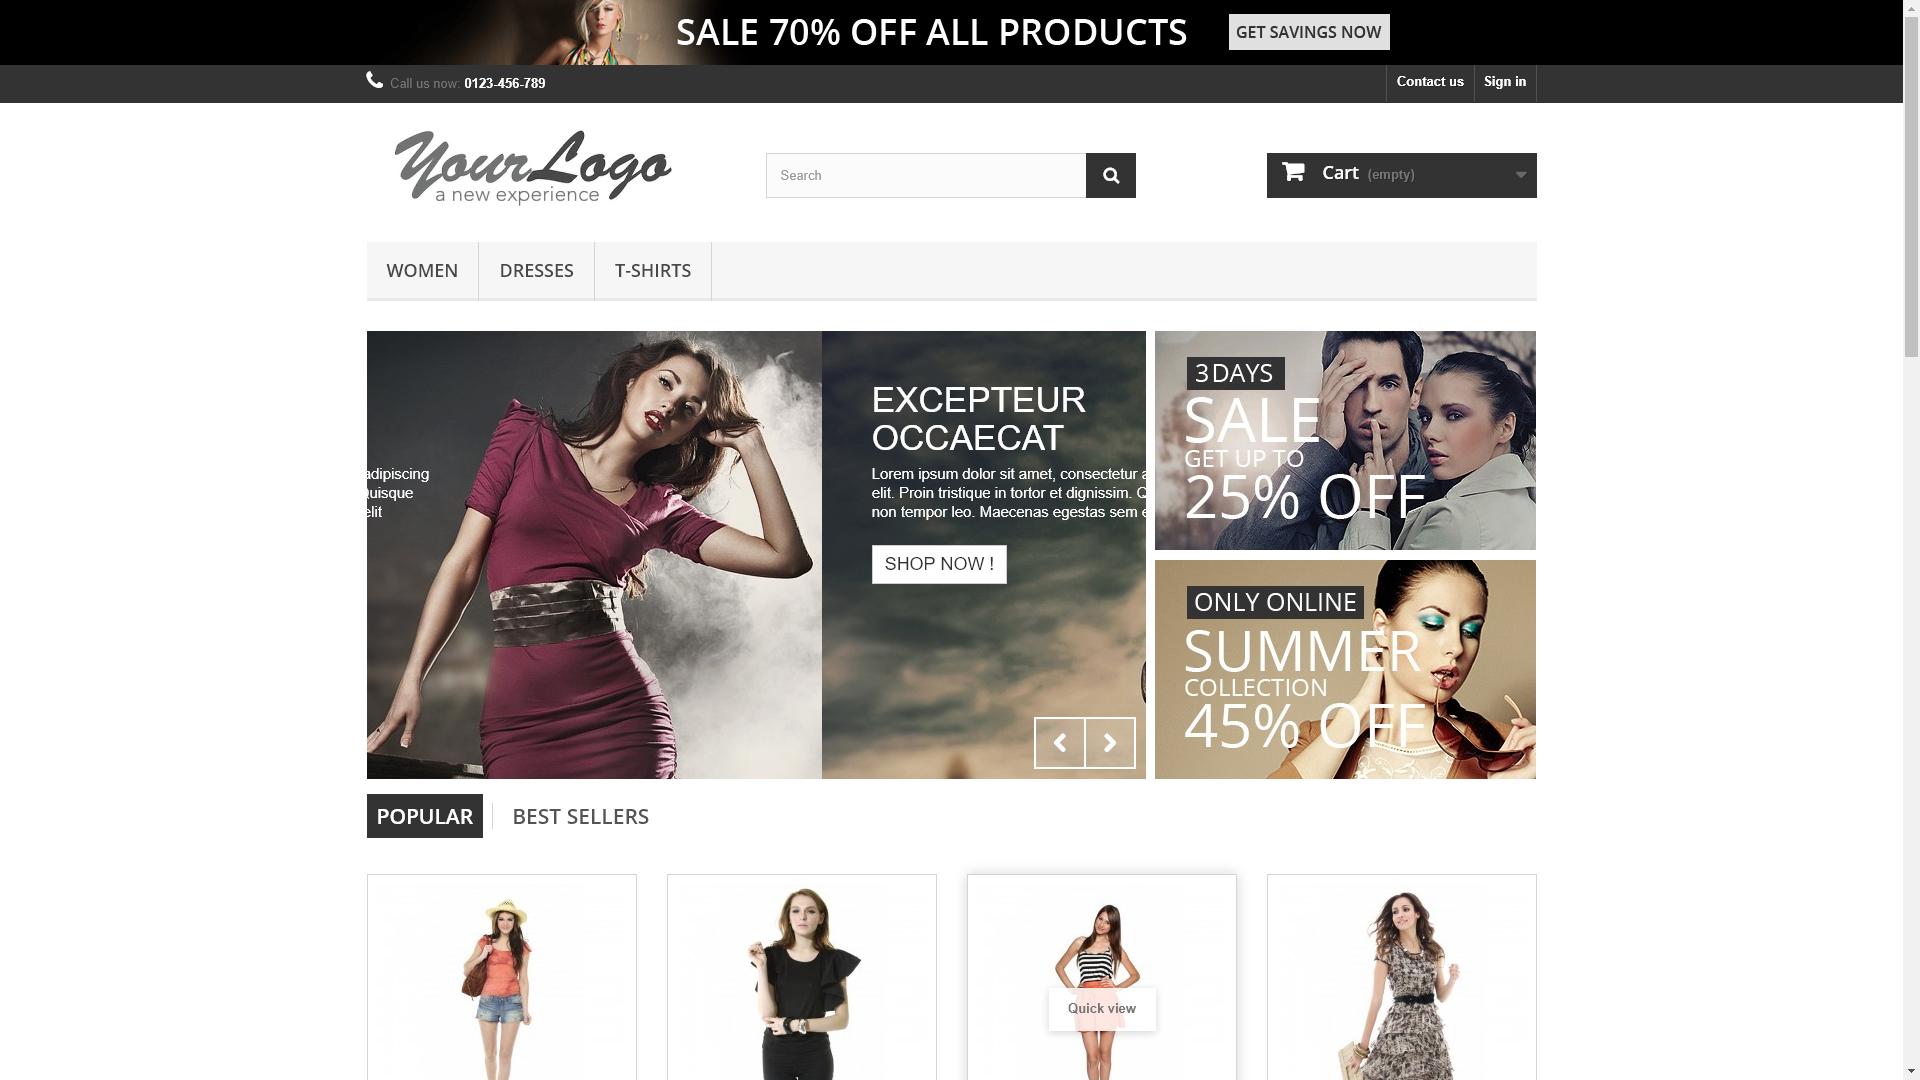 SALE 70% OFF ALL PRODUCTS
GET SAVINGS NOW
Call us now: 0123-456-789
Contact us
Sign in
YourLogo
a new experience
Search
Cart (empty)
WOMEN
DRESSES
T-SHIRTS
adipiscing
Quisque
elit
EXCEPTEUR
OCCAECAT
Lorem ipsum dolor sit amet, consectetur
elit. Proin tristique in tortor et dignissim.
non tempor leo. Maecenas egestas sem
SHOP NOW !
3DAYS
SALE
GET UP TO
25% OFF
ONLY ONLINE
SUMMER
COLLECTION
45% OFF
POPULAR
BEST SELLERS
Quick view